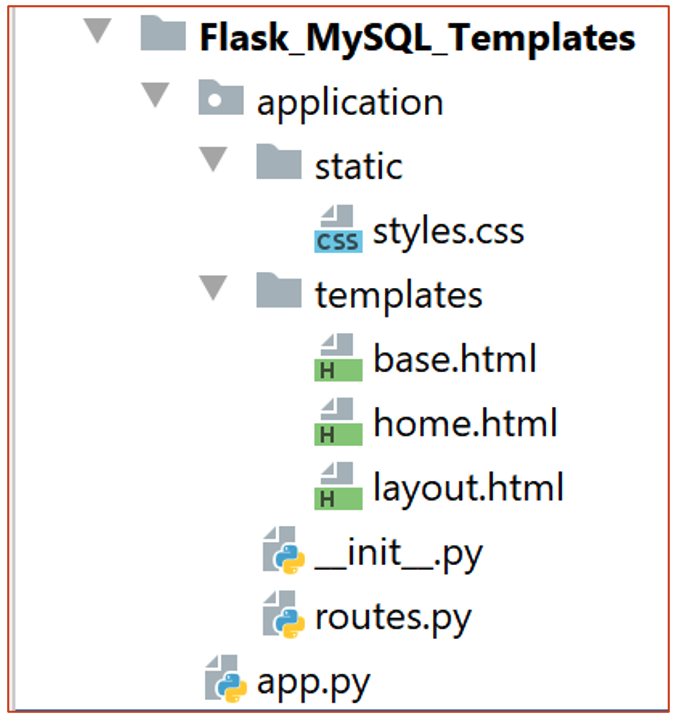 Flask_MySQL_Templates
application
static
CSS styles.css
templates
H base.html
H home.html
H layout.html
__init__.py
routes.py
app.py